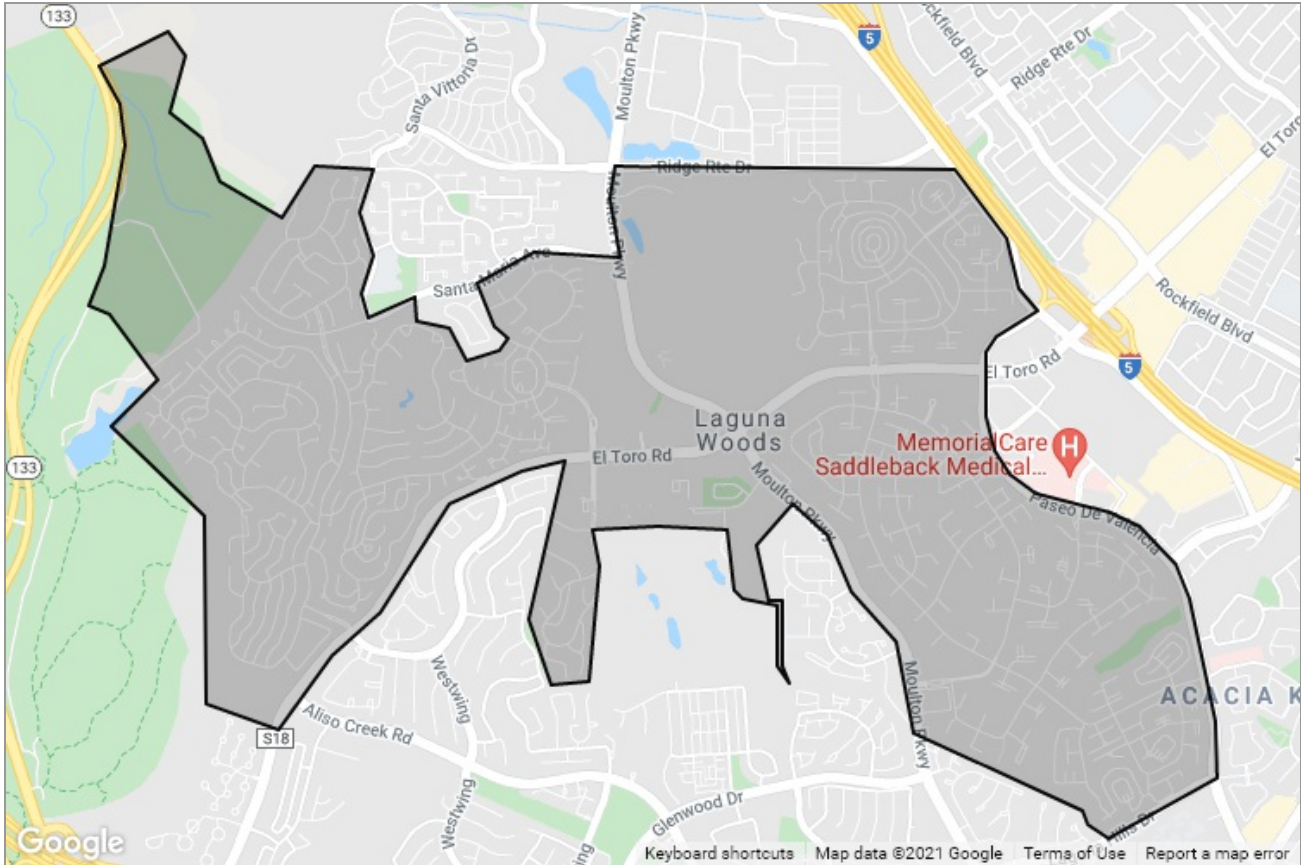 133
Santa Vittoria Dr
Moulton Pkwy
5
Rockfield Blvd
Ridge Rte Dr
El Toro
Ridge Rte Dr
Moulton Pkwy
Santa Maria Ave
Rockfield Blvd
El Toro Rd
5
Laguna
Woods
El Toro Rd
MemorialCare
Saddleback Medical...
H
133
Moulton Pkwy
Paseo De Valencia
Westwing
Moulton Pkwy
ACACIA K
Aliso Creek Rd
S18
Westwing
Glenwood Dr
Google
Keyboard shortcuts
Map data ©2021 Google
Terms of Use
Report a map error